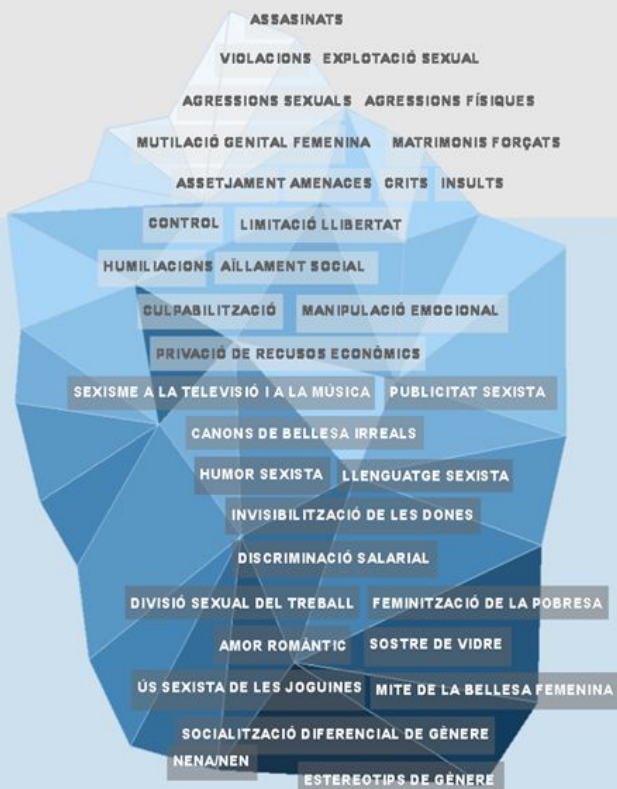 ASSASINATS
VIOLACIONS EXPLOTACIÓ SEXUAL
AGRESSIONS SEXUALS AGRESSIONS FÍSIQUES
MUTILACIÓ GENITAL FEMENINA MATRIMONIS FORÇATS
ASSETJAMENT AMENACES CRITS INSULTS
CONTROL LIMITACIÓ LLIBERTAT
HUMILIACIONS AÏLLAMENT SOCIAL
CULPABILITZACIÓ MANIPULACIÓ EMOCIONAL
PRIVACIÓ DE RECUSOS ECONÒMICS
SEXISME A LA TELEVISIÓ I A LA MÚSICA PUBLICITAT SEXISTA
CANONS DE BELLESA IRREALS
HUMOR SEXISTA LLENGUATGE SEXISTA
INVISIBILITZACIÓ DE LES DONES
DISCRIMINACIÓ SALARIAL
DIVISIÓ SEXUAL DEL TREBALL FEMINITZACIÓ DE LA POBRESA
AMOR ROMÀNTIC SOSTRE DE VIDRE
ÚS SEXISTA DE LES JOGUINES MITE DE LA BELLESA FEMENINA
SOCIALITZACIÓ DIFERENCIAL DE GÈNERE
NENA/NEN
ESTEREOTIPS DE GÈNERE